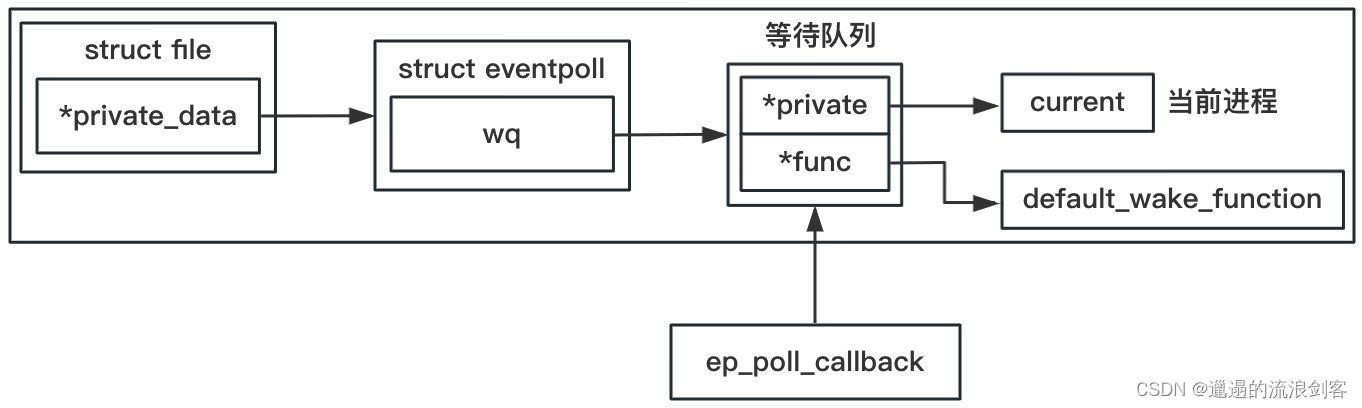 struct file
*private_data
struct eventpoll
wq
等待队列
*private
*func
current
当前进程
default_wake_function
ep_poll_callback
CSDN @邋遢的流浪剑客